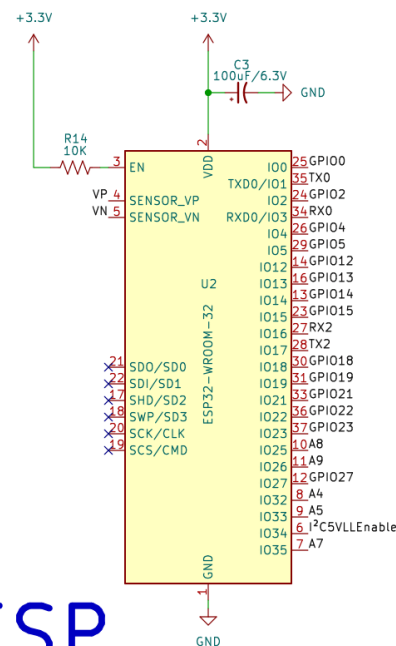 +3.3V +3.3V
C3
100uF/6.3V
GND
R14
10K
2
VDD
3 EN
VP 4 SENSOR_VP
VN 5 SENSOR_VN
IO0 25 GPIO0
TXD0/IO1 35 TX0
IO2 24 GPIO2
RXD0/IO3 34 RX0
IO4 26 GPIO4
IO5 29 GPIO5
IO12 14 GPIO12
IO13 16 GPIO13
IO14 13 GPIO14
IO15 23 GPIO15
IO16 27 RX2
IO17 28 TX2
IO18 30 GPIO18
IO19 31 GPIO19
IO21 33 GPIO21
IO22 36 GPIO22
IO23 37 GPIO23
IO25 10 A8
IO26 11 A9
IO27 12 GPIO27
IO32 8 A4
IO33 9 A5
IO34 6 I²C5VLLEnable
IO35 7 A7
U2
ESP32-WROOM-32
21 SDO/SD0
22 SDI/SD1
17 SHD/SD2
18 SWP/SD3
20 SCK/CLK
19 SCS/CMD
GND
1
GND
ESP